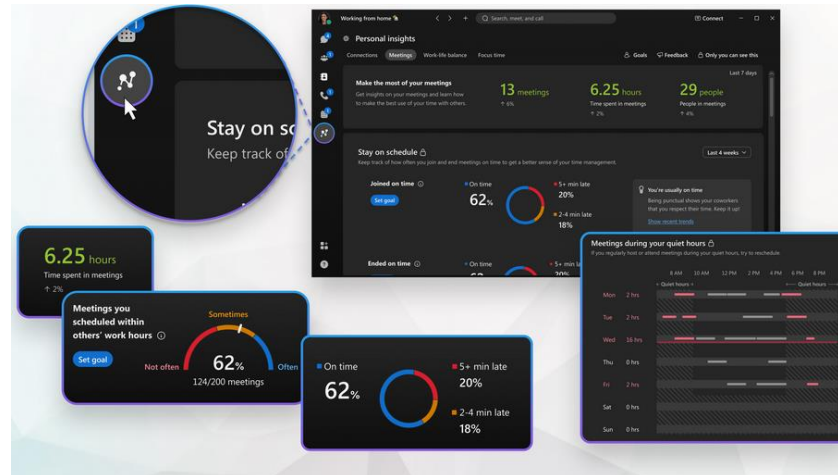 Working from home
Search, meet, and call
Connect
Personal insights
Connections Meetings Work-life balance Focus time
Goals Feedback Only you can see this
Last 7 days
Make the most of your meetings
Get insights on your meetings and learn how
to make the best use of your time with others.
13 meetings
↑ 6%
6.25 hours
Time spent in meetings
↑ 2%
29 people
People in meetings
↑ 4%
Stay on schedule
Last 4 weeks
Keep track of how often you join and end meetings on time to get a better sense of your time management.
Joined on time
Set goal
On time
62%
5+ min late
20%
2-4 min late
18%
You're usually on time
Being punctual shows your coworkers
that you respect their time. Keep it up!
Show recent trends
Ended on time
On time
5+ min late
20%
Stay on sc
Keep track of
6.25 hours
Time spent in meetings
↑ 2%
Meetings you
scheduled within
others' work hours
Set goal
Sometimes
Not often
Often
62%
124/200 meetings
On time
62%
5+ min late
20%
2-4 min late
18%
Meetings during your quiet hours
If you regularly host or attend meetings during your quiet hours, try to reschedule.
8 AM 10 AM 12 PM 2 PM 4 PM 6 PM 8 PM
Quiet hours Quiet hours
Mon 2 hrs
Tue 2 hrs
Wed 16 hrs
Thu 0 hrs
Fri 2 hrs
Sat 0 hrs
Sun 0 hrs